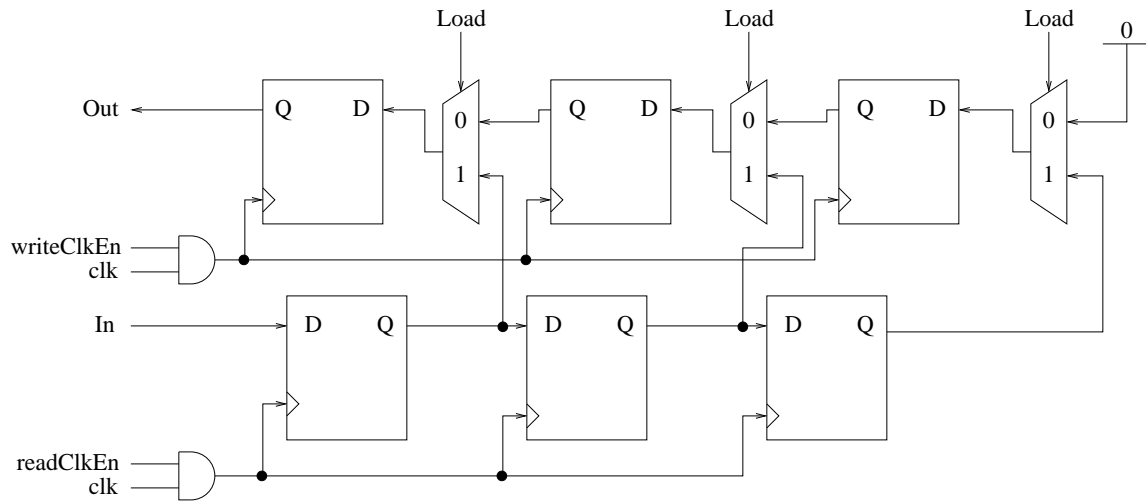 Load Load Load 0
Out Q D 0 Q D 0 Q D 0
1 1 1
writeClkEn
clk
In D Q D Q D Q
readClkEn
clk